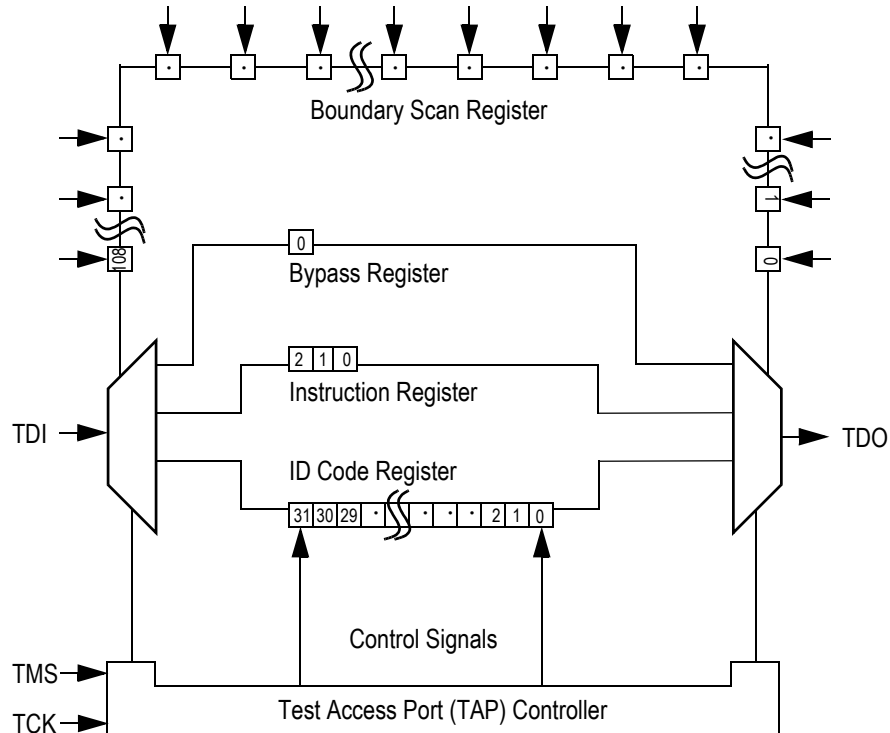 Boundary Scan Register
1
108
0
0
Bypass Register
2 1 0
Instruction Register
TDI
TDO
ID Code Register
31 30 29 · · · · 2 1 0
Control Signals
TMS
TCK
Test Access Port (TAP) Controller